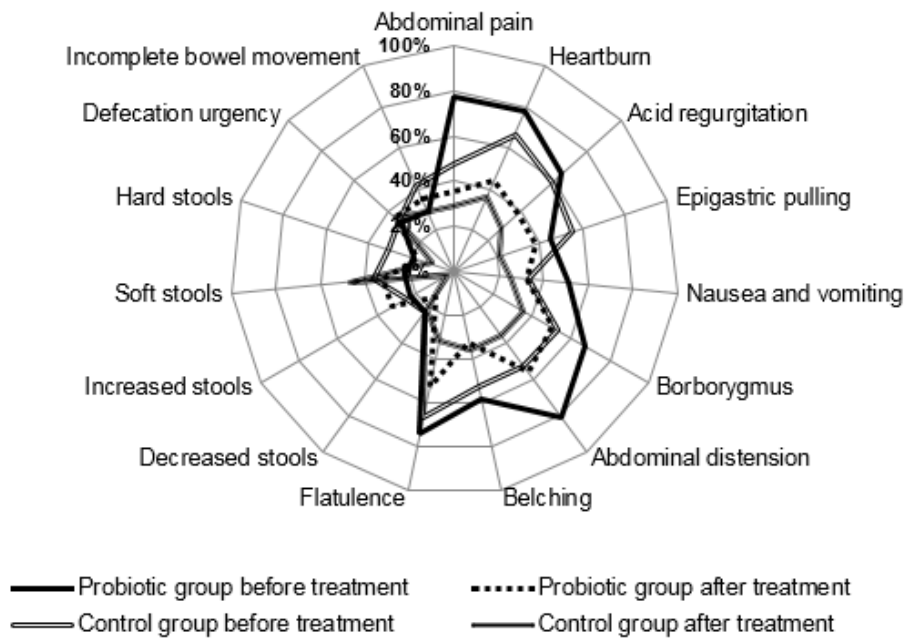 Abdominal pain
100%
Incomplete bowel movement
Heartburn
80%
Defecation urgency
Acid regurgitation
60%
Hard stools
40%
Epigastric pulling
Soft stools
Nausea and vomiting
Increased stools
Borborygmus
Decreased stools
Abdominal distension
Flatulence
Belching
Probiotic group before treatment
Probiotic group after treatment
Control group before treatment
Control group after treatment